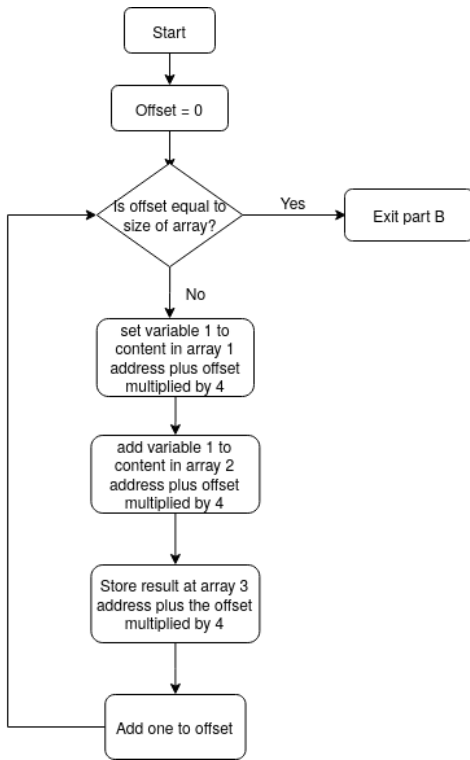 Start
Offset = 0
Is offset equal to
size of array?
Yes
Exit part B
No
set variable 1 to
content in array 1
address plus offset
multiplied by 4
add variable 1 to
content in array 2
address plus offset
multiplied by 4
Store result at array 3
address plus the offset
multiplied by 4
Add one to offset